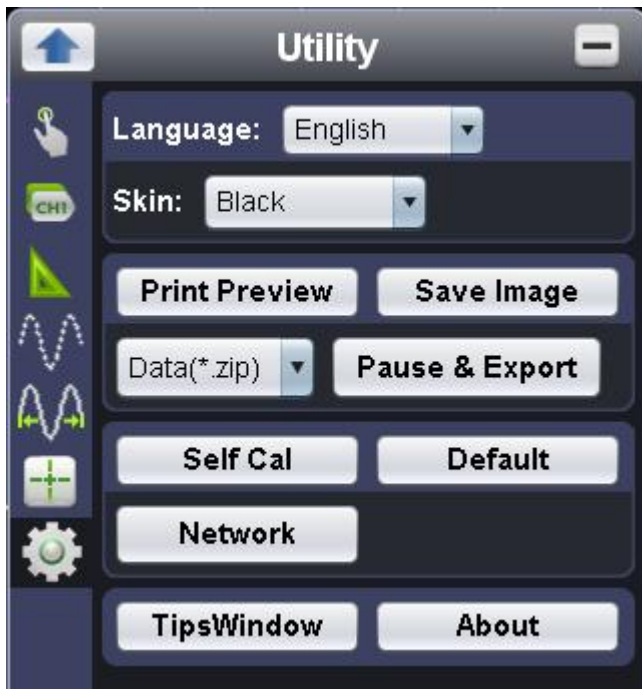 Utility
Language: English
CH1
Skin: Black
Print Preview Save Image
Data(*.zip) Pause & Export
Self Cal Default
Network
TipsWindow About